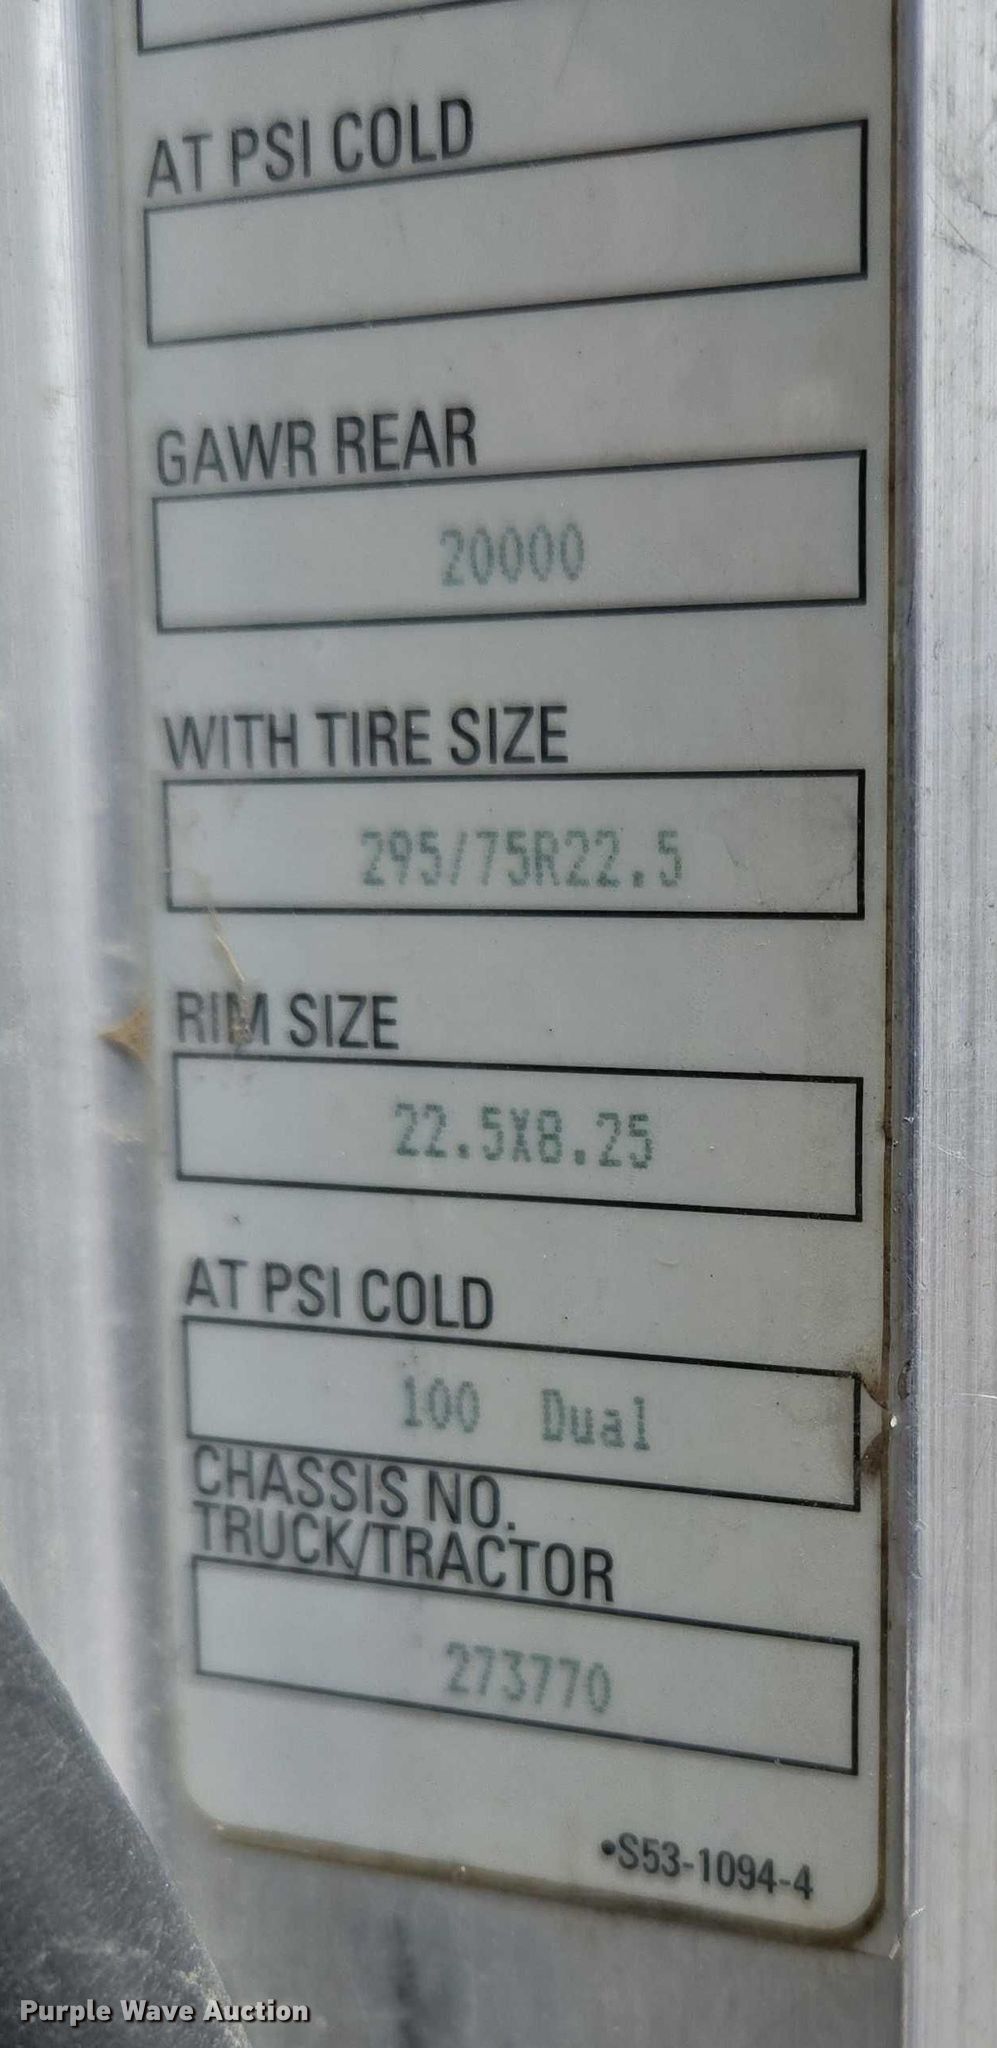 AT PSI COLD
GAWR REAR
20000
WITH TIRE SIZE
295/75R22.5
RIM SIZE
22.5X8.25
AT PSI COLD
100 Dual
CHASSIS NO.
TRUCK/TRACTOR
273770
•S53-1094-4
Purple Wave Auction